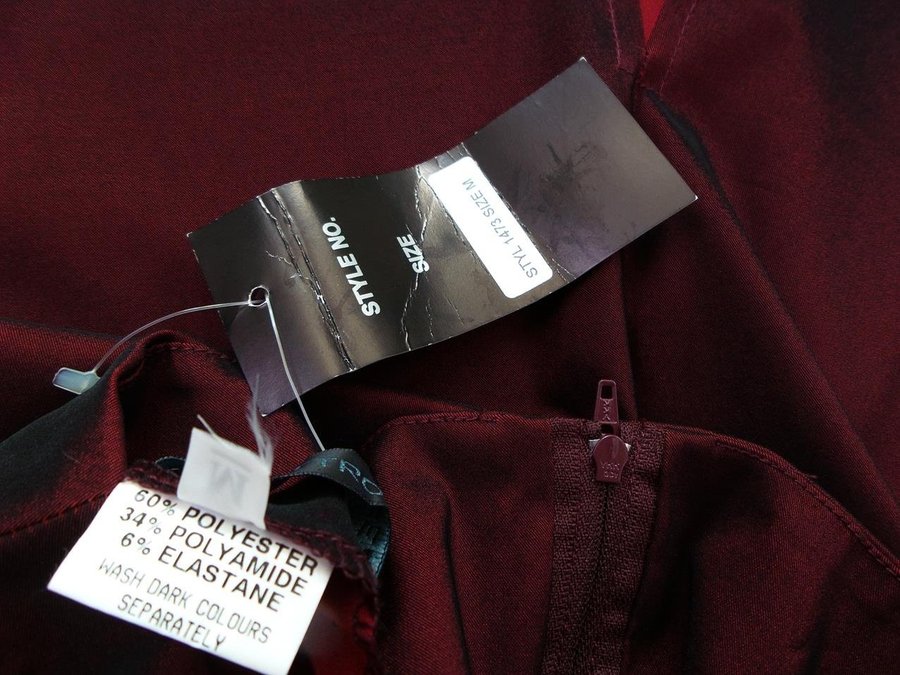 STYLE NO.
SIZE
STYL 1473 SIZE M
M
60% POLYESTER
34% POLYAMIDE
6% ELASTANE
WASH DARK COLOURS
SEPARATELY